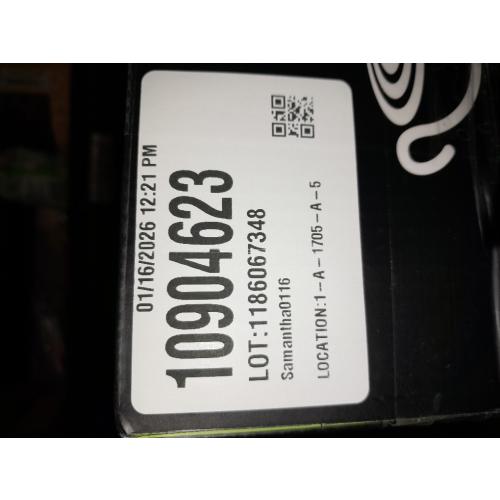 01/16/2026 12:21 PM
10904623
LOT:1186067348
Samantha0116
LOCATION:1-A-1705-A-5